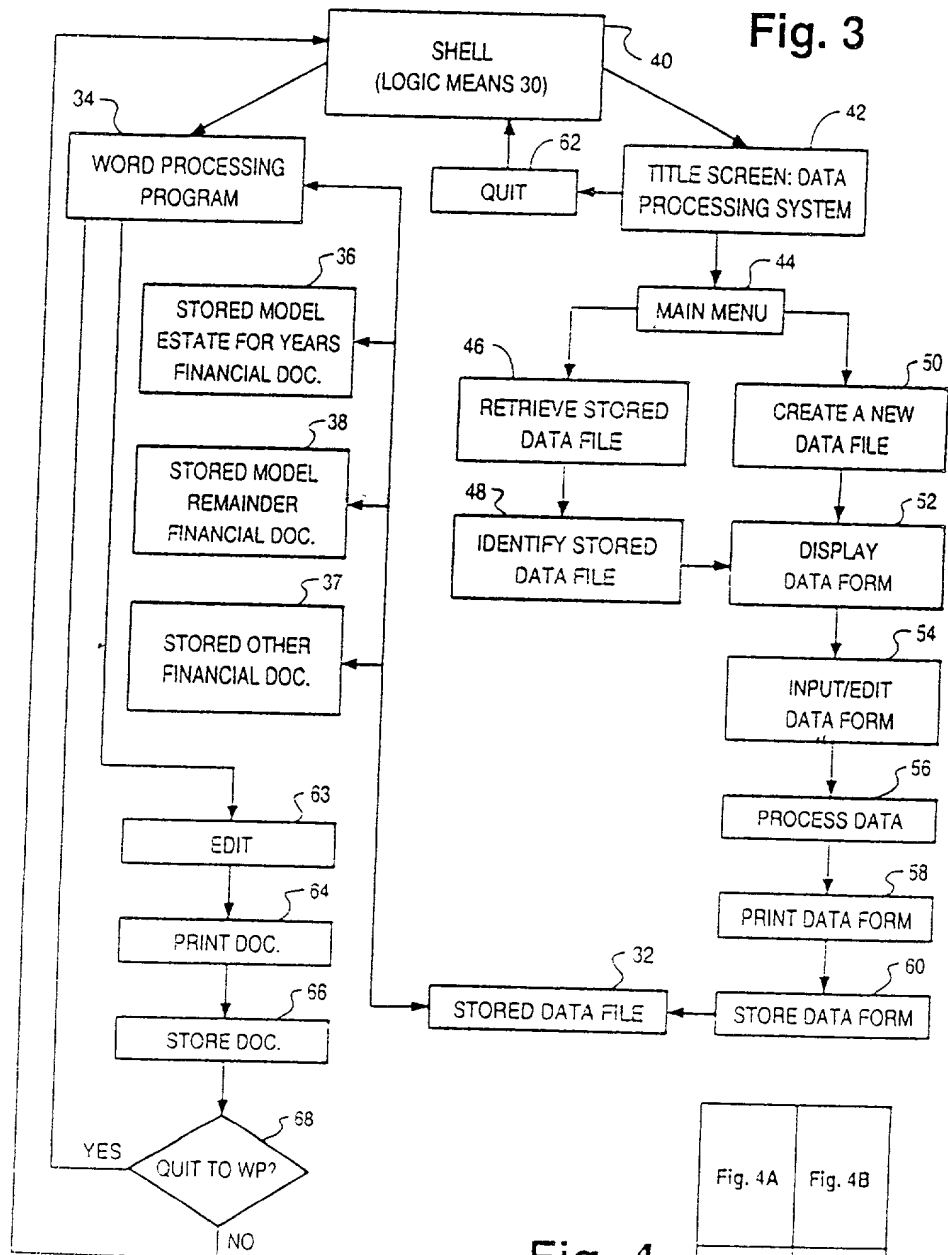 Fig. 3
SHELL
(LOGIC MEANS 30)
40
34
WORD PROCESSING
PROGRAM
62
QUIT
42
TITLE SCREEN: DATA
PROCESSING SYSTEM
44
MAIN MENU
36
STORED MODEL
ESTATE FOR YEARS
FINANCIAL DOC.
46
RETRIEVE STORED
DATA FILE
50
CREATE A NEW
DATA FILE
38
STORED MODEL
REMAINDER
FINANCIAL DOC.
48
IDENTIFY STORED
DATA FILE
52
DISPLAY
DATA FORM
37
STORED OTHER
FINANCIAL DOC.
54
INPUT/EDIT
DATA FORM
56
PROCESS DATA
63
EDIT
58
PRINT DATA FORM
64
PRINT DOC.
32
STORED DATA FILE
60
STORE DATA FORM
66
STORE DOC.
68
YES
QUIT TO WP?
NO
Fig. 4A
Fig. 4B
Fig. 4